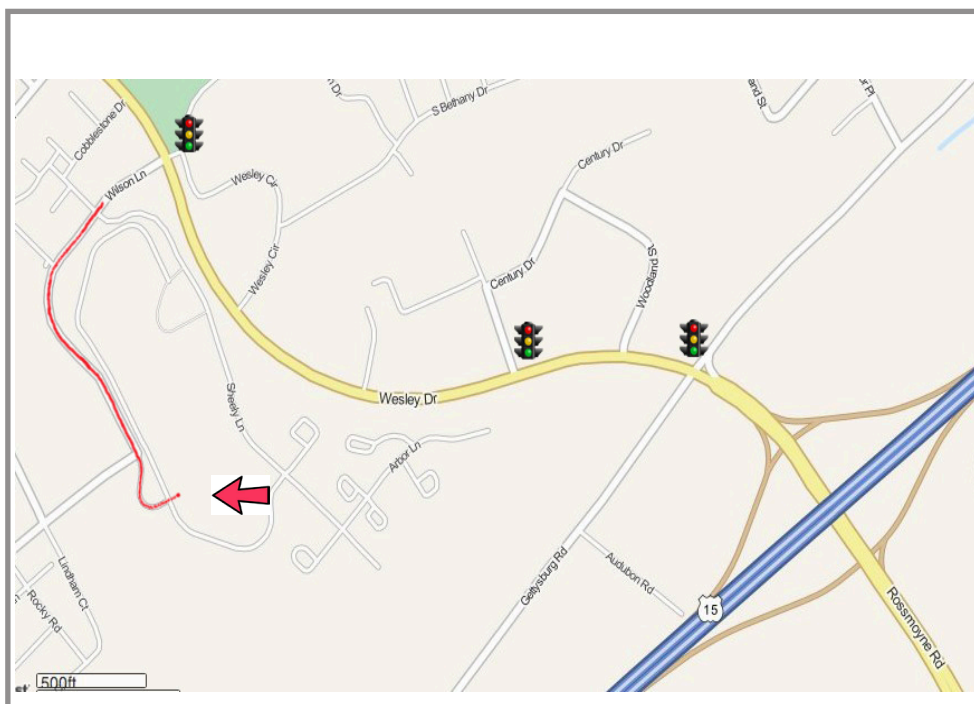 Cobblestone Dr
S Bethany Dr
Wilson Ln
Wesley Cir
Century Dr
Wesley Cir
Century Dr
Woodland St
Sheely Ln
Wesley Dr
Arbor Ln
Gettysburg Rd
Audubon Rd
Lindham Ct
Rocky Rd
15
Rossmoyne Rd
500ft